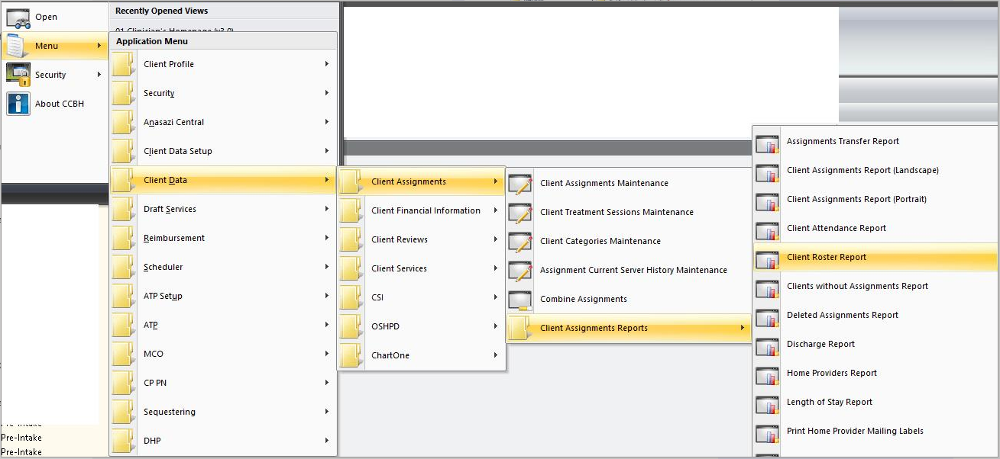 Open
Menu
Security
About CCBH
Recently Opened Views
01 Clinician's Homepage (v3.0)
Application Menu
Client Profile
Security
Anasazi Central
Client Data Setup
Client Data
Draft Services
Reimbursement
Scheduler
ATP Setup
ATP
MCO
CP PN
Sequestering
DHP
Client Assignments
Client Financial Information
Client Reviews
Client Services
CSI
OSHPD
ChartOne
Client Assignments Maintenance
Client Treatment Sessions Maintenance
Client Categories Maintenance
Assignment Current Server History Maintenance
Combine Assignments
Client Assignments Reports
Assignments Transfer Report
Client Assignments Report (Landscape)
Client Assignments Report (Portrait)
Client Attendance Report
Client Roster Report
Clients without Assignments Report
Deleted Assignments Report
Discharge Report
Home Providers Report
Length of Stay Report
Print Home Provider Mailing Labels
Pre-Intake
Pre-Intake
Pre-Intake